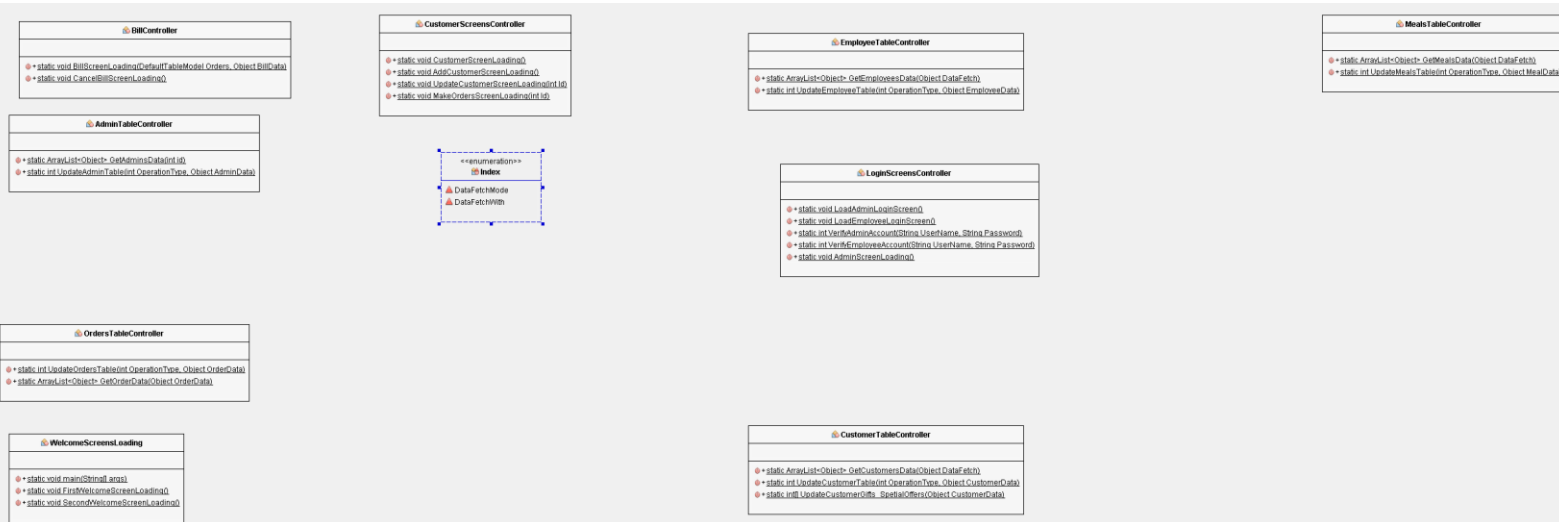 BillController
+static void BillScreenLoading(DefaultTableModel Orders, Object BillData)
+static void CancelBillScreenLoading()
CustomerScreensController
+static void CustomerScreenLoading()
+static void AddCustomerScreenLoading()
+static void UpdateCustomerScreenLoading(int Id)
+static void MakeOrdersScreenLoading(int Id)
EmployeeTableController
+static ArrayList<Object> GetEmployeesData(Object DataFetch)
+static int UpdateEmployeeTable(int OperationType, Object EmployeeData)
MealsTableController
+static ArrayList<Object> GetMealsData(Object DataFetch)
+static int UpdateMealsTable(int OperationType, Object MealData
AdminTableController
+static ArrayList<Object> GetAdminsData(int id)
+static int UpdateAdminTable(int OperationType, Object AdminData)
<<enumeration>>
Index
DataFetchMode
DataFetchWith
LoginScreensController
+static void LoadAdminLoginScreen()
+static void LoadEmployeeLoginScreen()
+static int VerifyAdminAccount(String UserName, String Password)
+static int VerifyEmployeeAccount(String UserName, String Password)
+static void AdminScreenLoading()
OrdersTableController
+static int UpdateOrdersTable(int OperationType, Object OrderData)
+static ArrayList<Object> GetOrderData(Object OrderData)
WelcomeScreensLoading
+static void main(String[] args)
+static void FirstWelcomeScreenLoading()
+static void SecondWelcomeScreenLoading()
CustomerTableController
+static ArrayList<Object> GetCustomersData(Object DataFetch)
+static int UpdateCustomerTable(int OperationType, Object CustomerData)
+static int[] UpdateCustomerGifts_SpetialOffers(Object CustomerData)